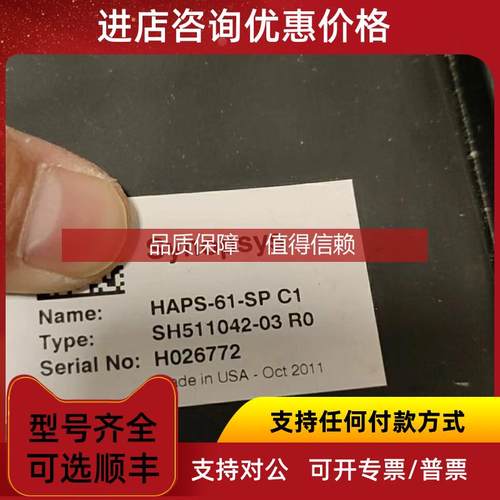 进店咨询优惠价格
品质保障 值得信赖
Name: HAPS-61-SP C1
Type: SH511042-03 R0
Serial No: H026772
in USA - Oct 2011
型号齐全
可选顺丰
支持任何付款方式
支持对公 可开专票/普票